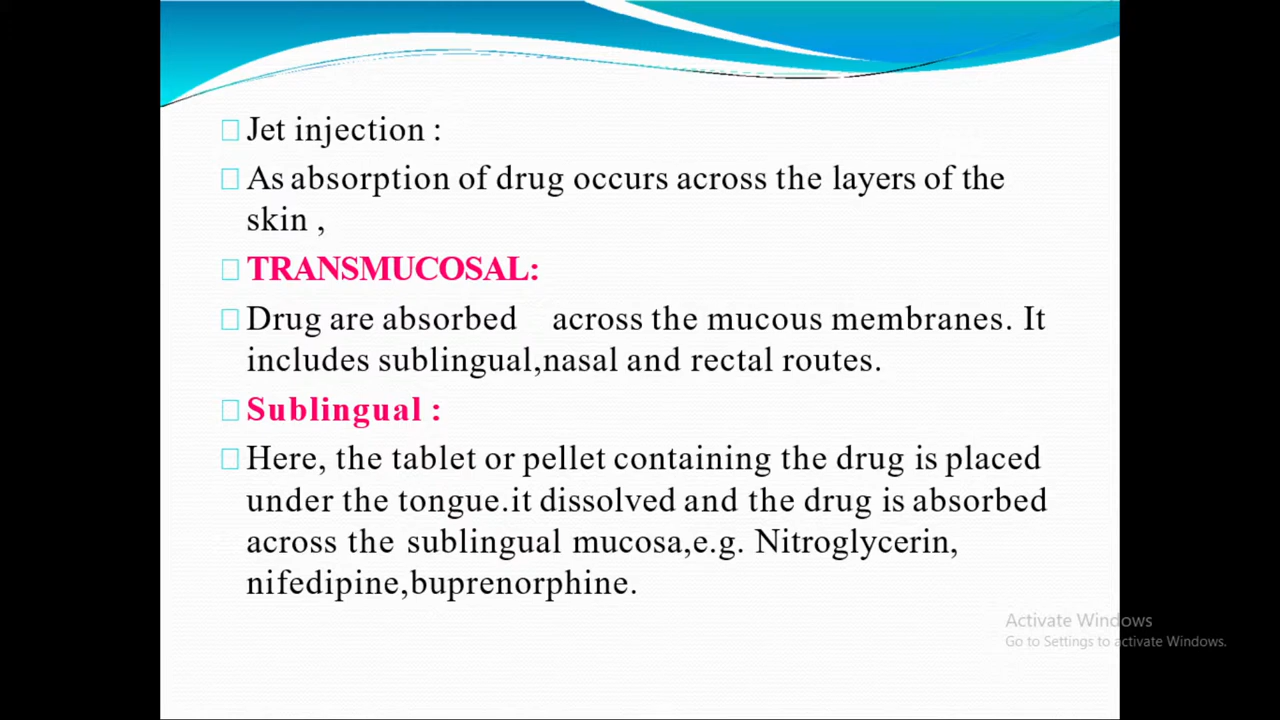 Jet injection :
As absorption of drug occurs across the layers of the
skin ,
TRANSMUCOSAL:
Drug are absorbed across the mucous membranes. It
includes sublingual,nasal and rectal routes.
Sublingual :
Here, the tablet or pellet containing the drug is placed
under the tongue.it dissolved and the drug is absorbed
across the sublingual mucosa,e.g. Nitroglycerin,
nifedipine,buprenorphine.
Activate Windows
Go to Settings to activate Windows.